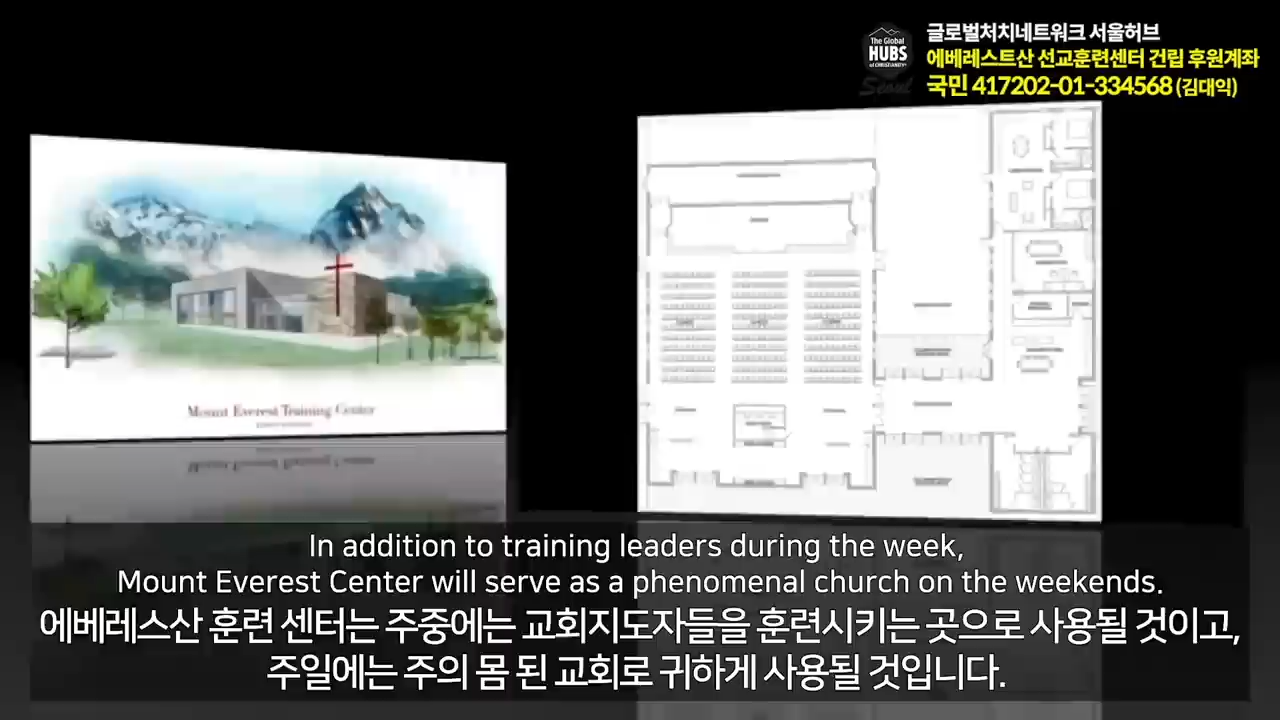 The Global
HUBS
of CHRISTIANITY
Seoul
글로벌처치네트워크 서울허브
에베레스트산 선교훈련센터 건립 후원계좌
국민 417202-01-334568 (김대익)
Mount Everest Training Center
In addition to training leaders during the week,
Mount Everest Center will serve as a phenomenal church on the weekends.
에베레스산 훈련 센터는 주중에는 교회지도자들을 훈련시키는 곳으로 사용될 것이고,
주일에는 주의 몸 된 교회로 귀하게 사용될 것입니다.